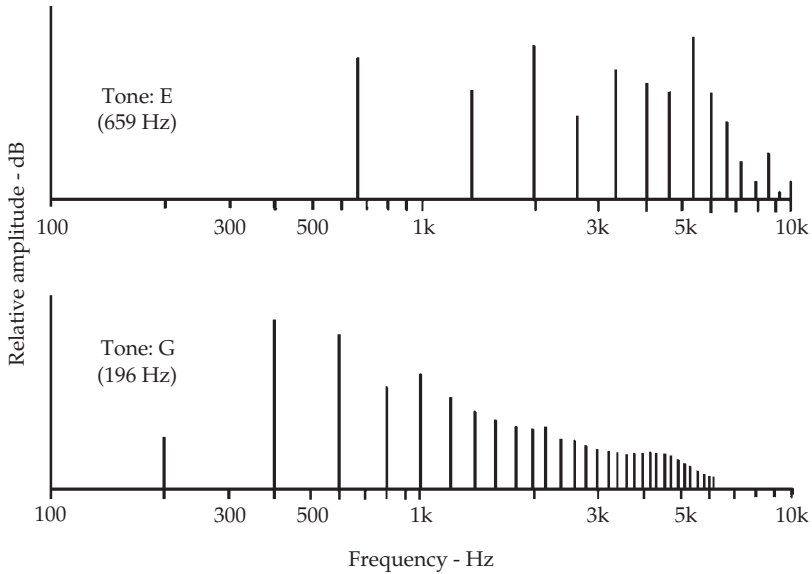 Relative amplitude - dB
Tone: E
(659 Hz)
100 300 500 1k 3k 5k 10k
Tone: G
(196 Hz)
100 300 500 1k 3k 5k 10k
Frequency - Hz